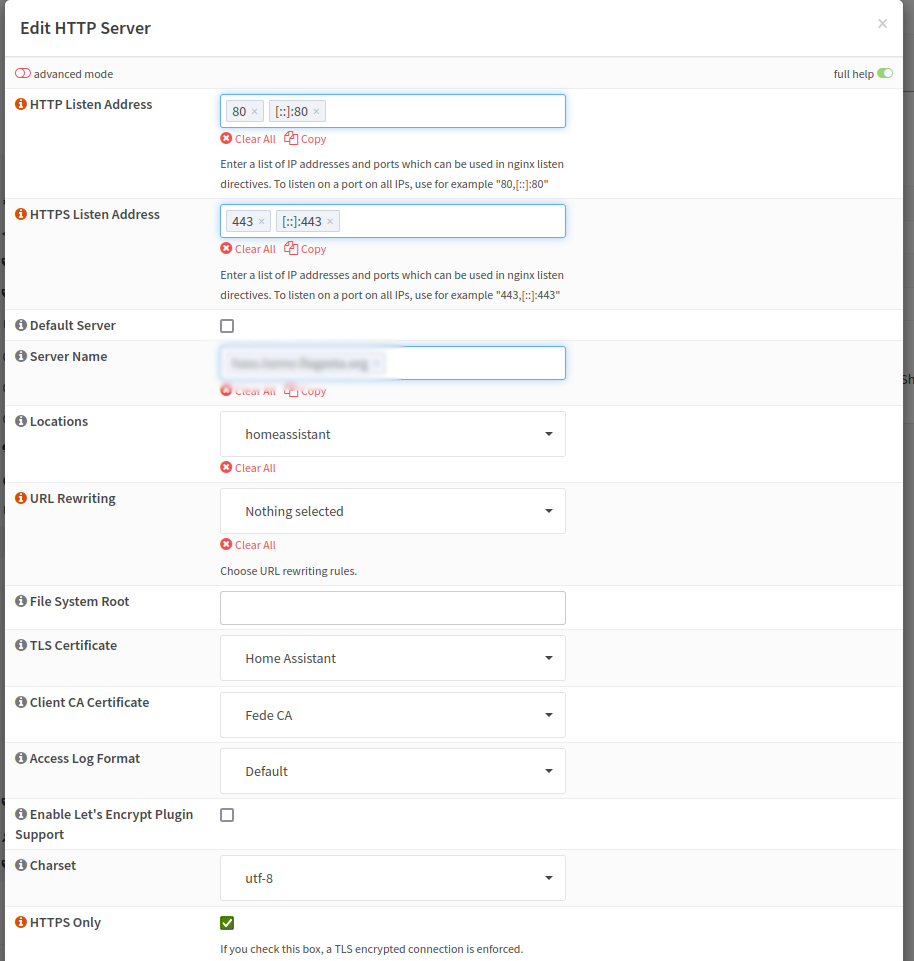 Edit HTTP Server ×
advanced mode full help
HTTP Listen Address
80 × [::]:80 ×
Clear All Copy
Enter a list of IP addresses and ports which can be used in nginx listen
directives. To listen on a port on all IPs, use for example "80,[::]:80"
HTTPS Listen Address
443 × [::]:443 ×
Clear All Copy
Enter a list of IP addresses and ports which can be used in nginx listen
directives. To listen on a port on all IPs, use for example "443,[::]:443"
Default Server
Server Name
Clear All Copy
Sh
Locations
homeassistant
Clear All
URL Rewriting
Nothing selected
Clear All
Choose URL rewriting rules.
File System Root
TLS Certificate
Home Assistant
Client CA Certificate
Fede CA
Access Log Format
Default
Enable Let's Encrypt Plugin
Support
Charset
utf-8
HTTPS Only
If you check this box, a TLS encrypted connection is enforced.